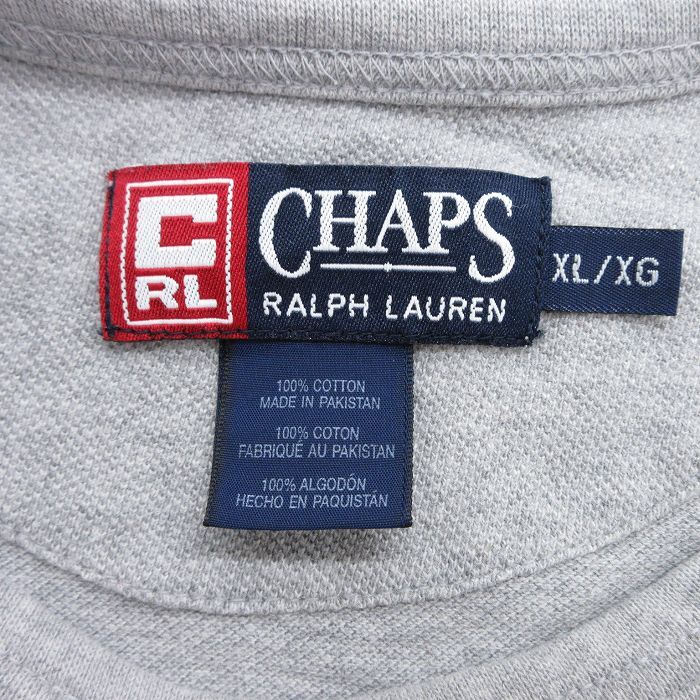 C
RL
CHAPS
RALPH LAUREN
XL/XG
100% COTTON
MADE IN PAKISTAN
100% COTON
FABRIQUÉ AU PAKISTAN
100% ALGODÓN
HECHO EN PAQUISTÁN